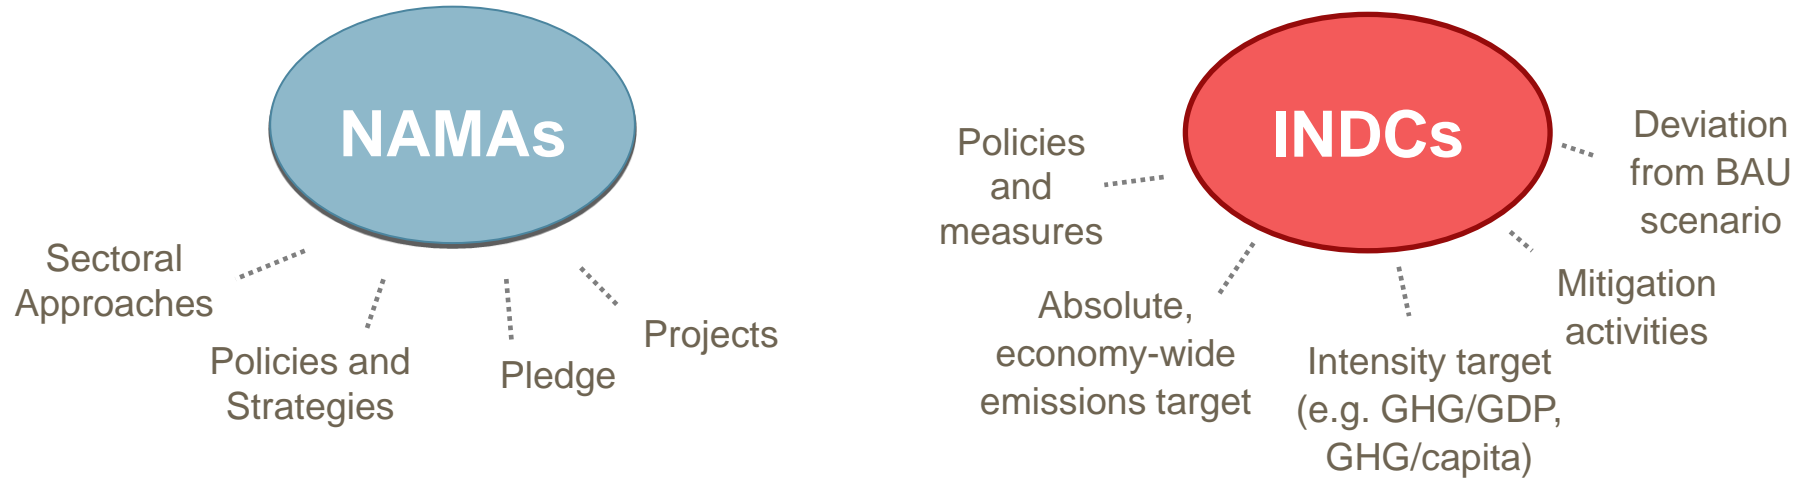 NAMAs
Sectoral
Approaches
Policies and
Strategies
Pledge
Projects
INDCs
Policies
and
measures
Absolute,
economy-wide
emissions target
Intensity target
(e.g. GHG/GDP,
GHG/capita)
Mitigation
activities
Deviation
from BAU
scenario